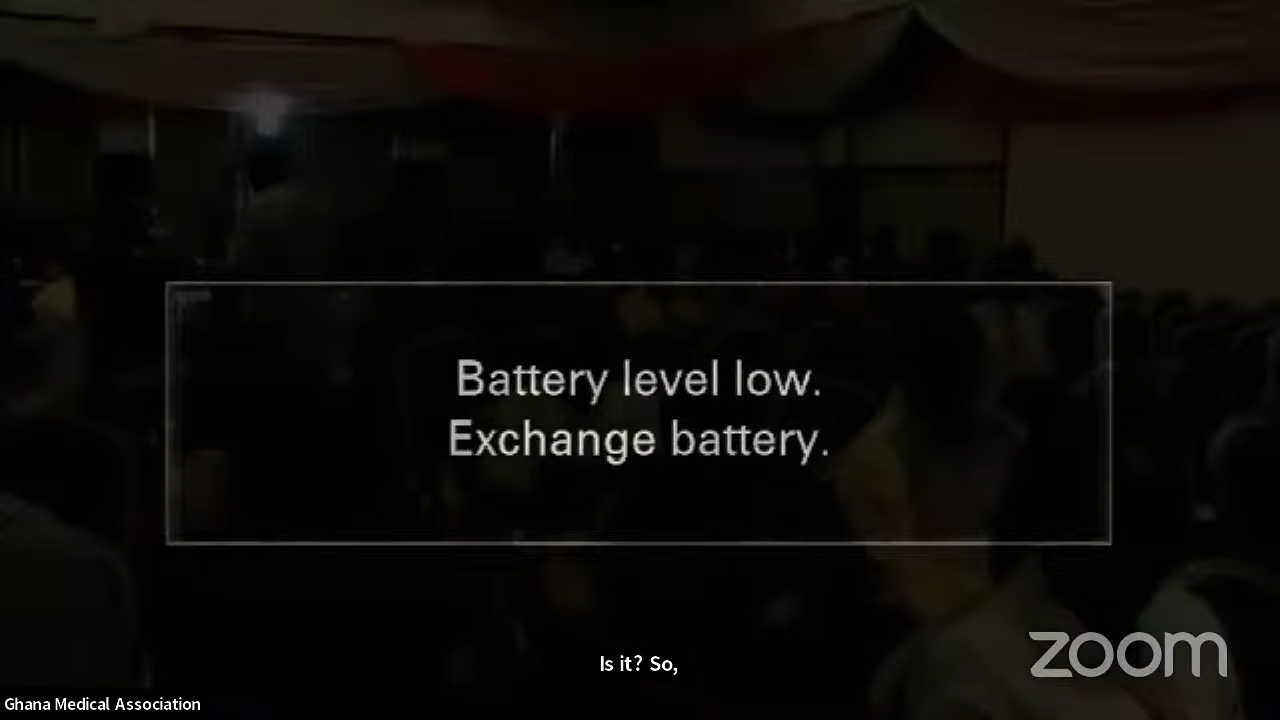 Battery level low.
Exchange battery.
Is it? So,
zoom
Ghana Medical Association